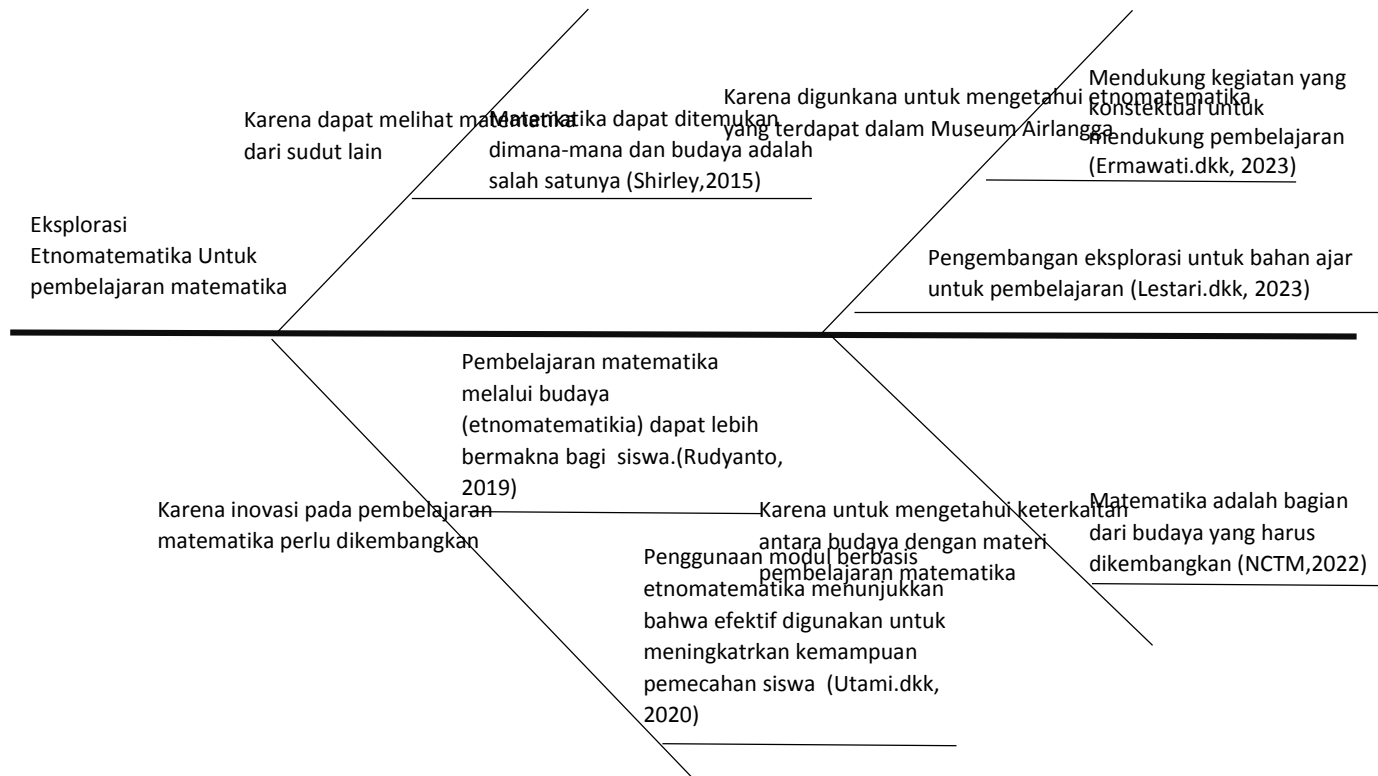 Karena dapat melihat matematika
dari sudut lain
Matematika dapat ditemukan
dimana-mana dan budaya adalah
salah satunya (Shirley,2015)
Karena digunkana untuk mengetahui etnomatematika
yang terdapat dalam Museum Airlangga
Mendukung kegiatan yang
konstektual untuk
mendukung pembelajaran
(Ermawati.dkk, 2023)
Eksplorasi
Etnomatematika Untuk
pembelajaran matematika
Pengembangan eksplorasi untuk bahan ajar
untuk pembelajaran (Lestari.dkk, 2023)
Pembelajaran matematika
melalui budaya
(etnomatematikia) dapat lebih
bermakna bagi  siswa.(Rudyanto,
2019)
Karena inovasi pada pembelajaran
matematika perlu dikembangkan
Penggunaan modul berbasis
etnomatematika menunjukkan
bahwa efektif digunakan untuk
meningkatrkan kemampuan
pemecahan siswa  (Utami.dkk,
2020)
Karena untuk mengetahui keterkaitan
antara budaya dengan materi
pembelajaran matematika
Matematika adalah bagian
dari budaya yang harus
dikembangkan (NCTM,2022)